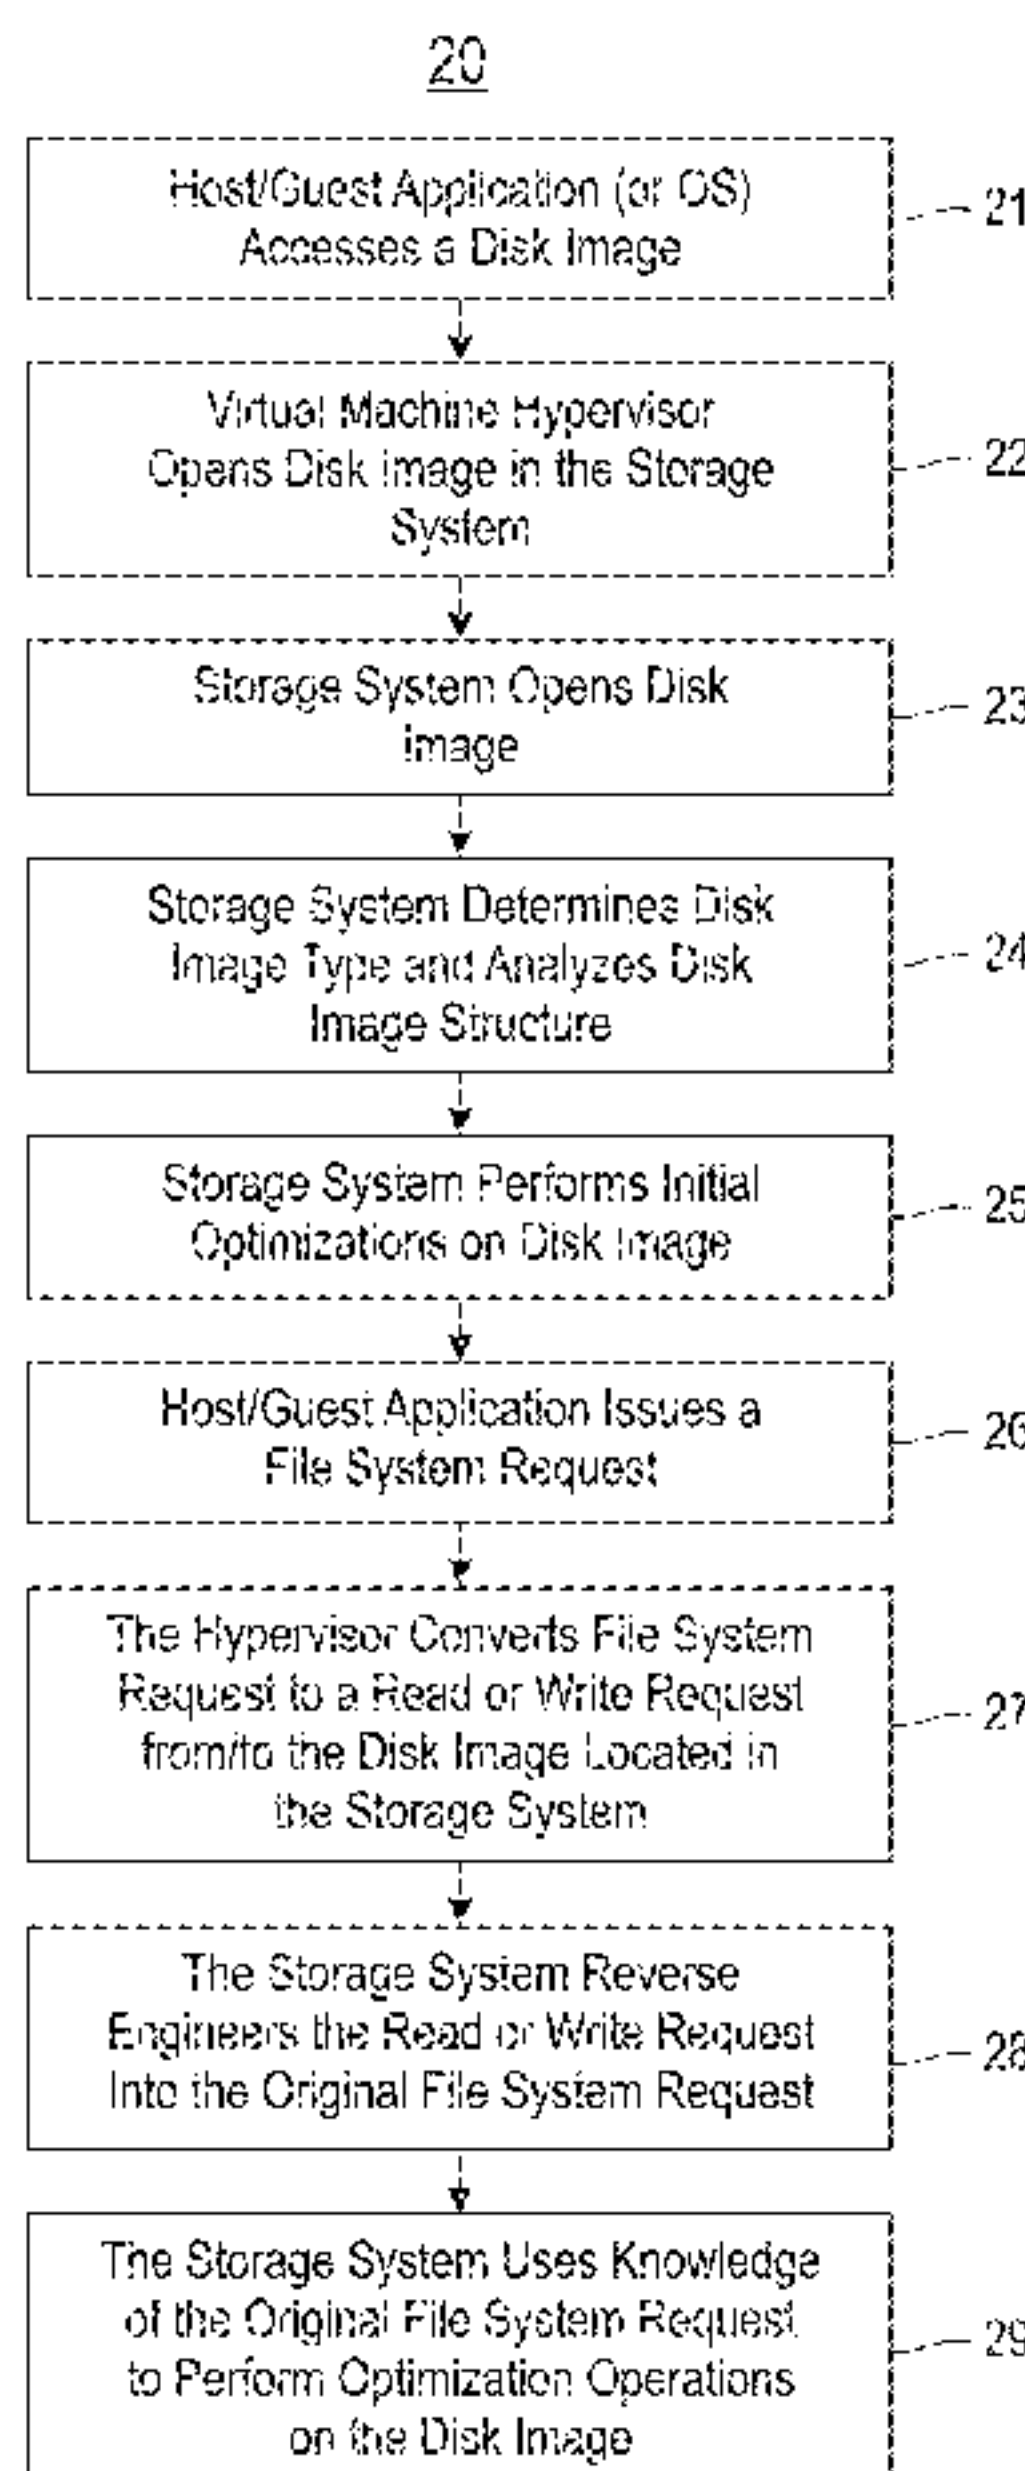 20
Host/Guest Application (or OS)
Accesses a Disk Image
21
Virtual Machine Hypervisor
Opens Disk Image in the Storage
System
22
Storage System Opens Disk
Image
23
Storage System Determines Disk
Image Type and Analyzes Disk
Image Structure
24
Storage System Performs Initial
Optimizations on Disk Image
25
Host/Guest Application Issues a
File System Request
26
The Hypervisor Converts File System
Request to a Read or Write Request
from/to the Disk Image Located in
the Storage System
27
The Storage System Reverse
Engineers the Read or Write Request
Into the Original File System Request
28
The Storage System Uses Knowledge
of the Original File System Request
to Perform Optimization Operations
on the Disk Image
29